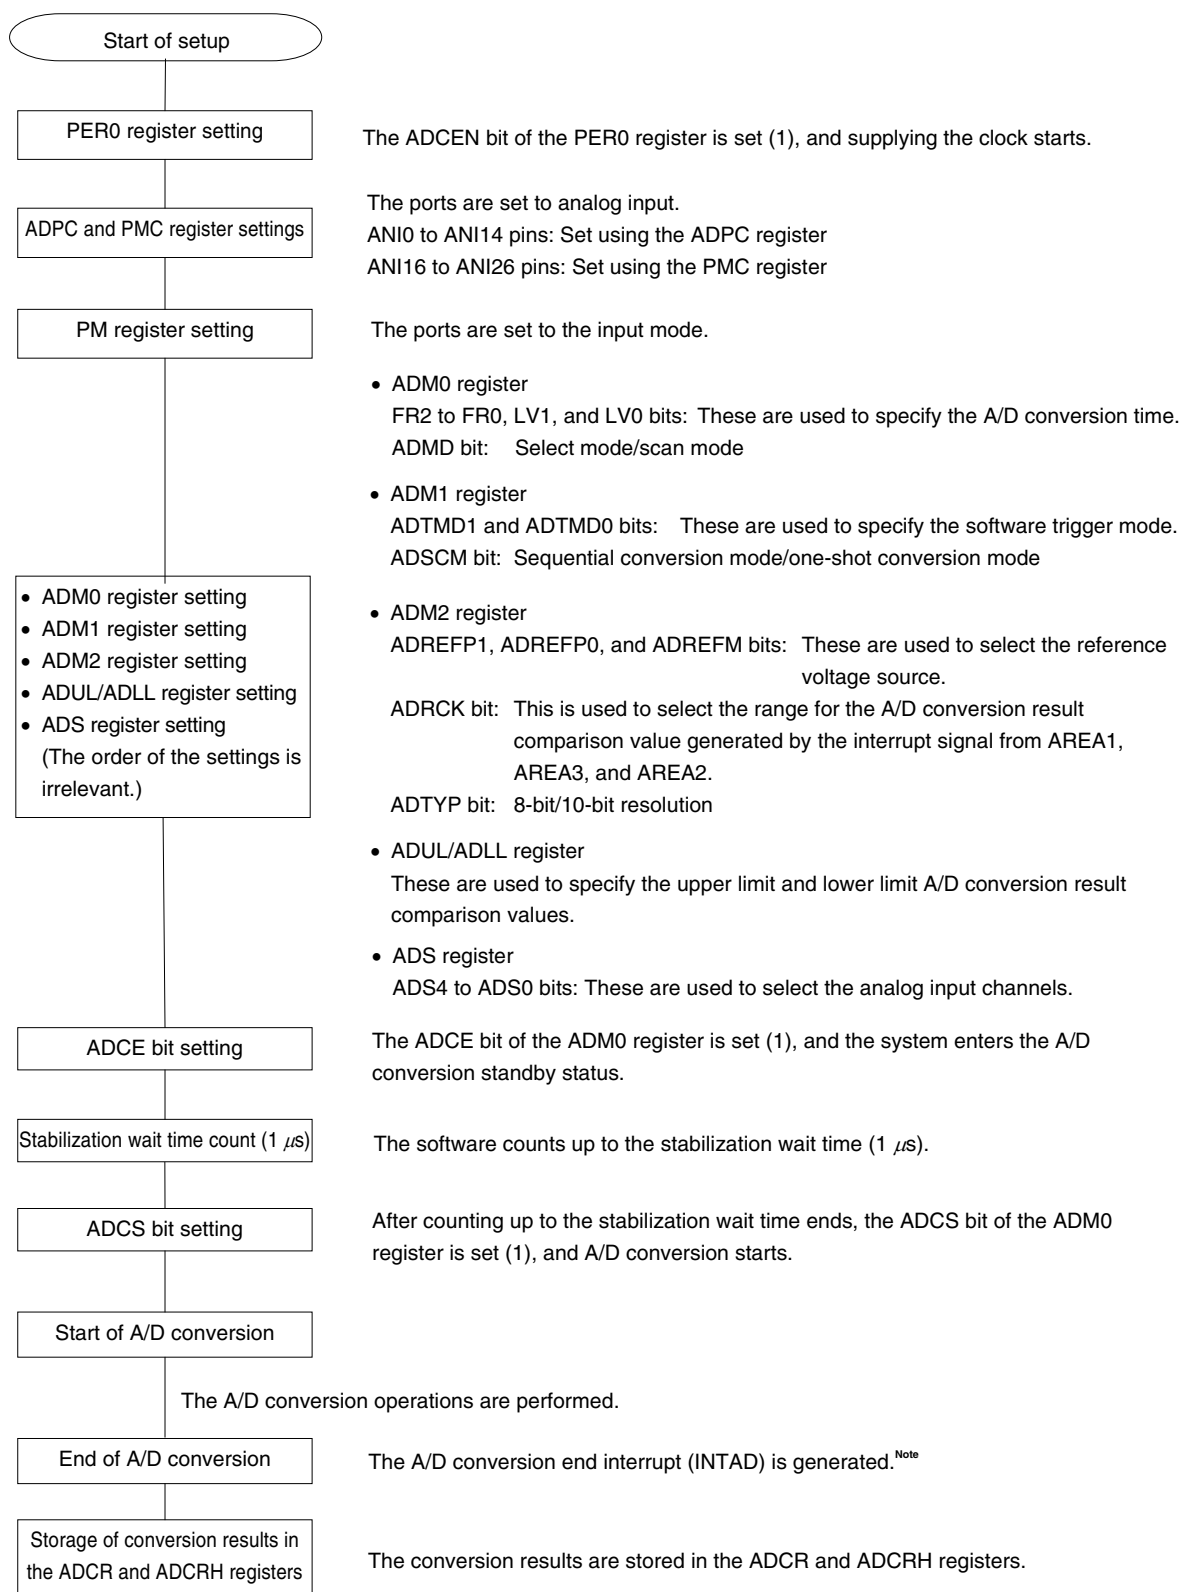 Start of setup
PER0 register setting
The ADCEN bit of the PER0 register is set (1), and supplying the clock starts.
ADPC and PMC register settings
The ports are set to analog input.
ANI0 to ANI14 pins: Set using the ADPC register
ANI16 to ANI26 pins: Set using the PMC register
PM register setting
The ports are set to the input mode.
• ADM0 register setting
• ADM1 register setting
• ADM2 register setting
• ADUL/ADLL register setting
• ADS register setting
(The order of the settings is
irrelevant.)
• ADM0 register
FR2 to FR0, LV1, and LV0 bits: These are used to specify the A/D conversion time.
ADMD bit: Select mode/scan mode
• ADM1 register
ADTMD1 and ADTMD0 bits: These are used to specify the software trigger mode.
ADSCM bit: Sequential conversion mode/one-shot conversion mode
• ADM2 register
ADREFP1, ADREFP0, and ADREFM bits: These are used to select the reference
voltage source.
ADRCK bit: This is used to select the range for the A/D conversion result
comparison value generated by the interrupt signal from AREA1,
AREA3, and AREA2.
ADTYP bit: 8-bit/10-bit resolution
• ADUL/ADLL register
These are used to specify the upper limit and lower limit A/D conversion result
comparison values.
• ADS register
ADS4 to ADS0 bits: These are used to select the analog input channels.
ADCE bit setting
The ADCE bit of the ADM0 register is set (1), and the system enters the A/D
conversion standby status.
Stabilization wait time count (1 μs)
The software counts up to the stabilization wait time (1 μs).
ADCS bit setting
After counting up to the stabilization wait time ends, the ADCS bit of the ADM0
register is set (1), and A/D conversion starts.
Start of A/D conversion
The A/D conversion operations are performed.
End of A/D conversion
The A/D conversion end interrupt (INTAD) is generated.Note
Storage of conversion results in
the ADCR and ADCRH registers
The conversion results are stored in the ADCR and ADCRH registers.